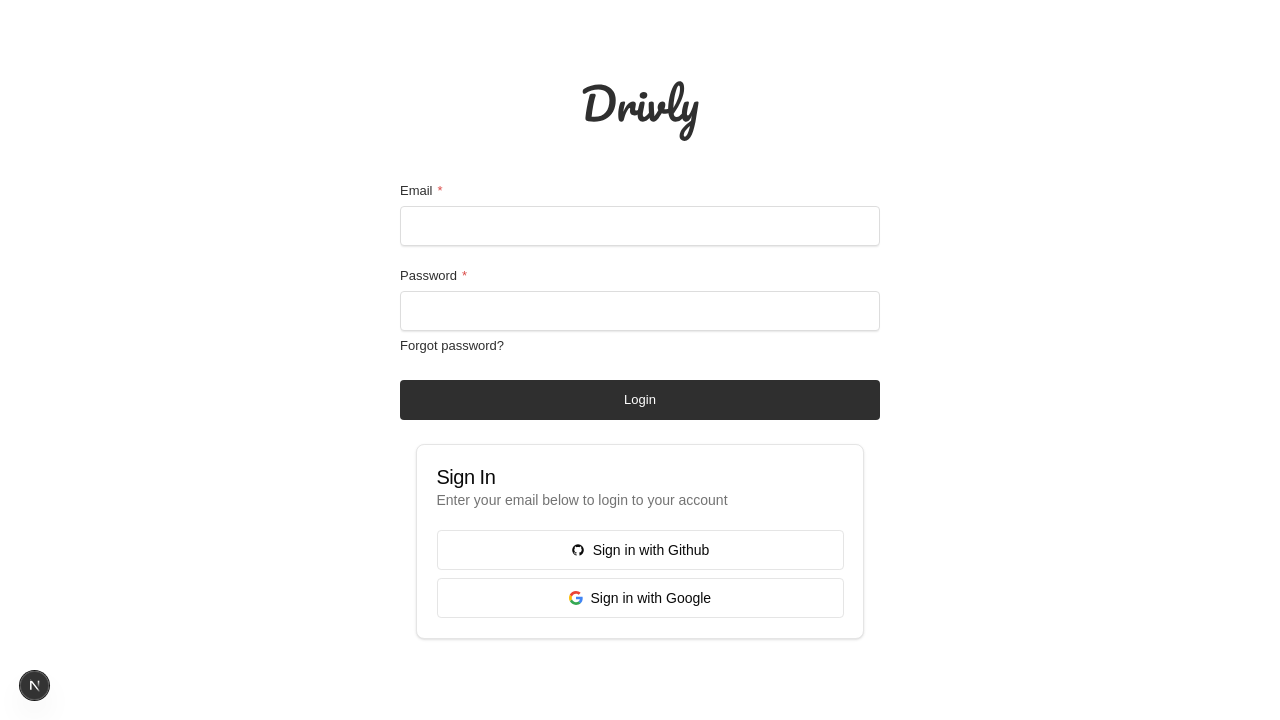 Drivly
Email *
Password *
Forgot password?
Login
Sign In
Enter your email below to login to your account
Sign in with Github
Sign in with Google
N